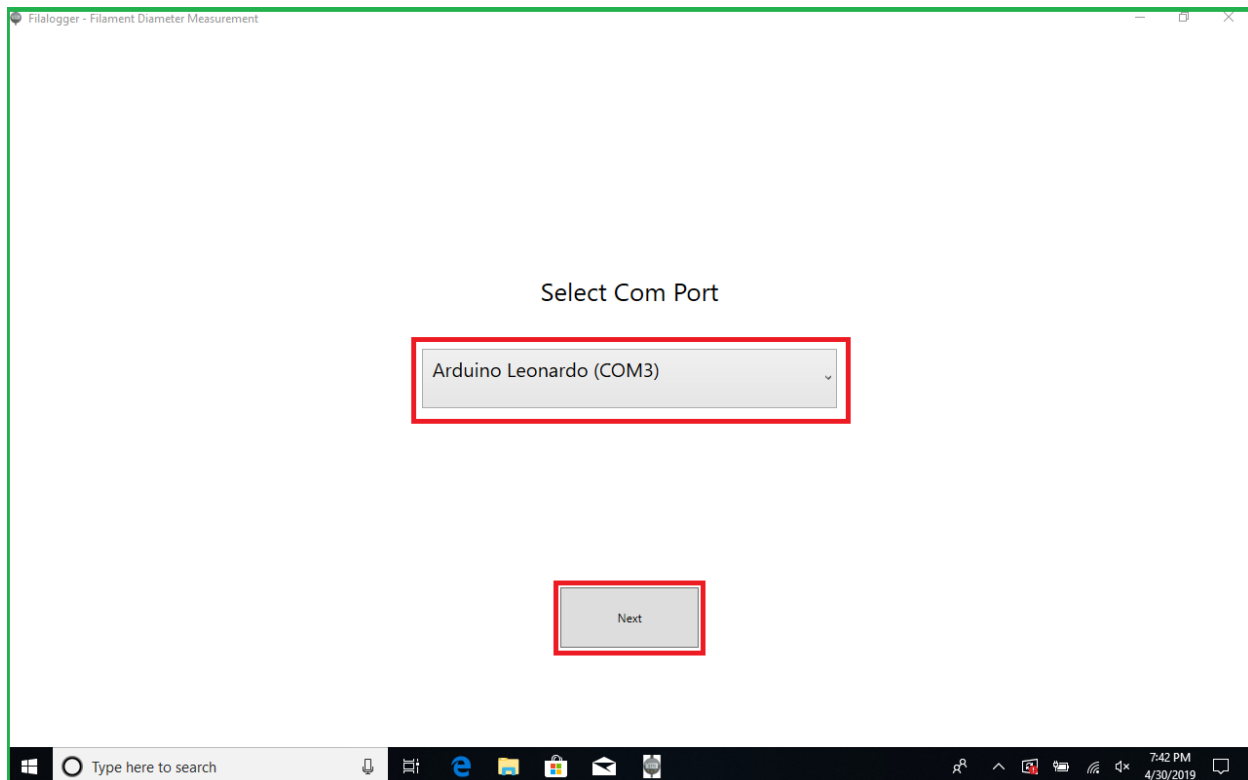 Filalogger - Filament Diameter Measurement
Select Com Port
Arduino Leonardo (COM3)
Next
Type here to search
7:42 PM
4/30/2019